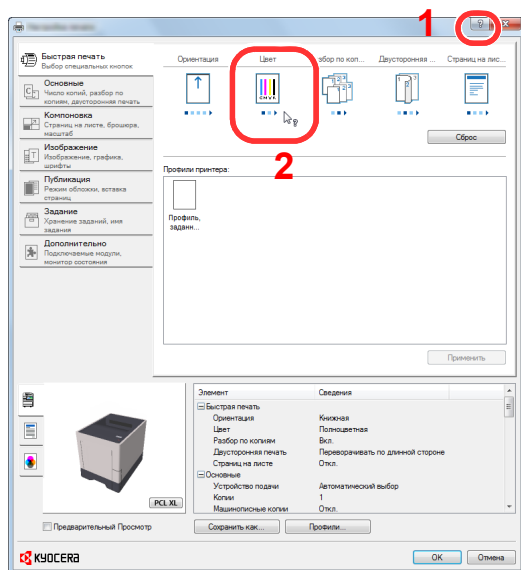 1
?
Быстрая печать
Выбор специальных кнопок
Основные
Число копий, разбор по
копиям, двусторонняя печать
Компоновка
Страниц на листе, брошюра,
масштаб
Изображение
Изображение, графика,
шрифты
Публикация
Режим обложки, вставка
страниц
Задание
Хранение заданий, имя
задания
Дополнительно
Подключаемые модули,
монитор состояния
Ориентация
Цвет
збор по коп...
Двусторонняя ...
Страниц на лис...
CMYK
2
Сброс
Профили принтера:
Профиль,
заданн...
Применить
Элемент Сведения
Быстрая печать
Ориентация Книжная
Цвет Полноцветная
Разбор по копиям Вкл.
Двусторонняя печать Переворачивать по длинной стороне
Страниц на листе Откл.
Основные
Устройство подачи Автоматический выбор
Копии 1
Машинописные копии Откл.
PCL XL
Предварительный Просмотр
Сохранить как...
Профили...
KYOCERA
OK
Отмена